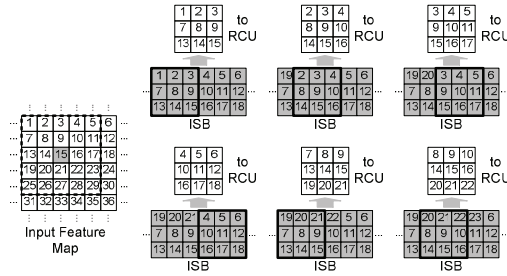 1 2 3
7 8 9
13 14 15
to
RCU
2 3 4
8 9 10
14 15 16
to
RCU
3 4 5
9 10 11
15 16 17
to
RCU
1 2 3 4 5 6
7 8 9 10 11 12
13 14 15 16 17 18
ISB
19 2 3 4 5 6
7 8 9 10 11 12
13 14 15 16 17 18
ISB
19 20 3 4 5 6
7 8 9 10 11 12
13 14 15 16 17 18
ISB
1 2 3 4 5 6
7 8 9 10 11 12
13 14 15 16 17 18
19 20 21 22 23 24
25 26 27 28 29 30
31 32 33 34 35 36
Input Feature
Map
4 5 6
10 11 12
16 17 18
to
RCU
7 8 9
13 14 15
19 20 21
to
RCU
8 9 10
14 15 16
20 21 22
to
RCU
19 20 21 4 5 6
7 8 9 10 11 12
13 14 15 16 17 18
ISB
19 20 21 22 5 6
7 8 9 10 11 12
13 14 15 16 17 18
ISB
19 20 21 22 23 6
7 8 9 10 11 12
13 14 15 16 17 18
ISB